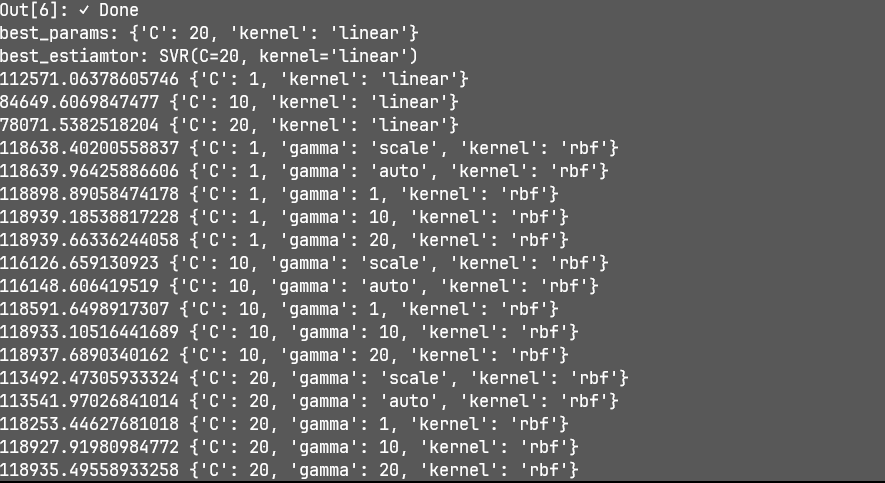 Out[6]: ✓ Done
best_params: {'C': 20, 'kernel': 'linear'}
best_estiamtor: SVR(C=20, kernel='linear')
112571.06378605746 {'C': 1, 'kernel': 'linear'}
84649.6069847477 {'C': 10, 'kernel': 'linear'}
78071.5382518204 {'C': 20, 'kernel': 'linear'}
118638.40200558837 {'C': 1, 'gamma': 'scale', 'kernel': 'rbf'}
118639.96425886606 {'C': 1, 'gamma': 'auto', 'kernel': 'rbf'}
118898.89058474178 {'C': 1, 'gamma': 1, 'kernel': 'rbf'}
118939.18538817228 {'C': 1, 'gamma': 10, 'kernel': 'rbf'}
118939.66336244058 {'C': 1, 'gamma': 20, 'kernel': 'rbf'}
116126.659130923 {'C': 10, 'gamma': 'scale', 'kernel': 'rbf'}
116148.606419519 {'C': 10, 'gamma': 'auto', 'kernel': 'rbf'}
118591.6498917307 {'C': 10, 'gamma': 1, 'kernel': 'rbf'}
118933.10516441689 {'C': 10, 'gamma': 10, 'kernel': 'rbf'}
118937.6890340162 {'C': 10, 'gamma': 20, 'kernel': 'rbf'}
113492.47305933324 {'C': 20, 'gamma': 'scale', 'kernel': 'rbf'}
113541.97026841014 {'C': 20, 'gamma': 'auto', 'kernel': 'rbf'}
118253.44627681018 {'C': 20, 'gamma': 1, 'kernel': 'rbf'}
118927.91980984772 {'C': 20, 'gamma': 10, 'kernel': 'rbf'}
118935.49558933258 {'C': 20, 'gamma': 20, 'kernel': 'rbf'}